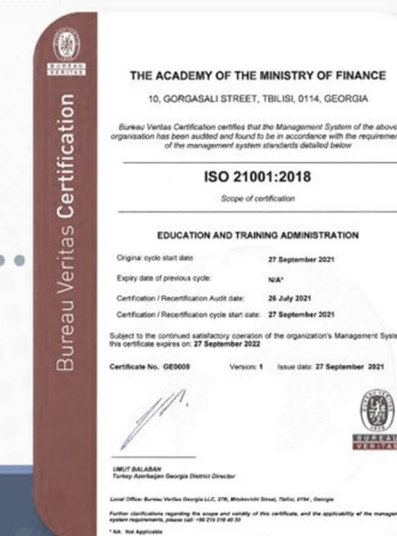 BUREAU
VERITAS
Bureau Veritas Certification
THE ACADEMY OF THE MINISTRY OF FINANCE
10, GORGASALI STREET, TBILISI, 0114, GEORGIA
Bureau Veritas Certification certifies that the Management System of the above
organisation has been audited and found to be in accordance with the requiremen
of the management system standards detailed below
ISO 21001:2018
Scope of certification
EDUCATION AND TRAINING ADMINISTRATION
Original cycle start date 27 September 2021
Expiry date of previous cycle: N/A*
Certification / Recertification Audit date: 26 July 2021
Certification / Recertification cycle start date: 27 September 2021
Subject to the continued satisfactory operation of the organization's Management Syste
this certificate expires on: 27 September 2022
Certificate No. GE0009 Version: 1 Issue date: 27 September 2021
BUREAU
VERITAS
UMUT BALABAN
Turkey Azerbaijan Georgia District Director
Local Office: Bureau Veritas Georgia LLC, Street, Tbilisi, Georgia
Further clarifications regarding the scope and validity of this certificate, and the applicability of the managem
system requirements, please call:
* NA: Not Applicable